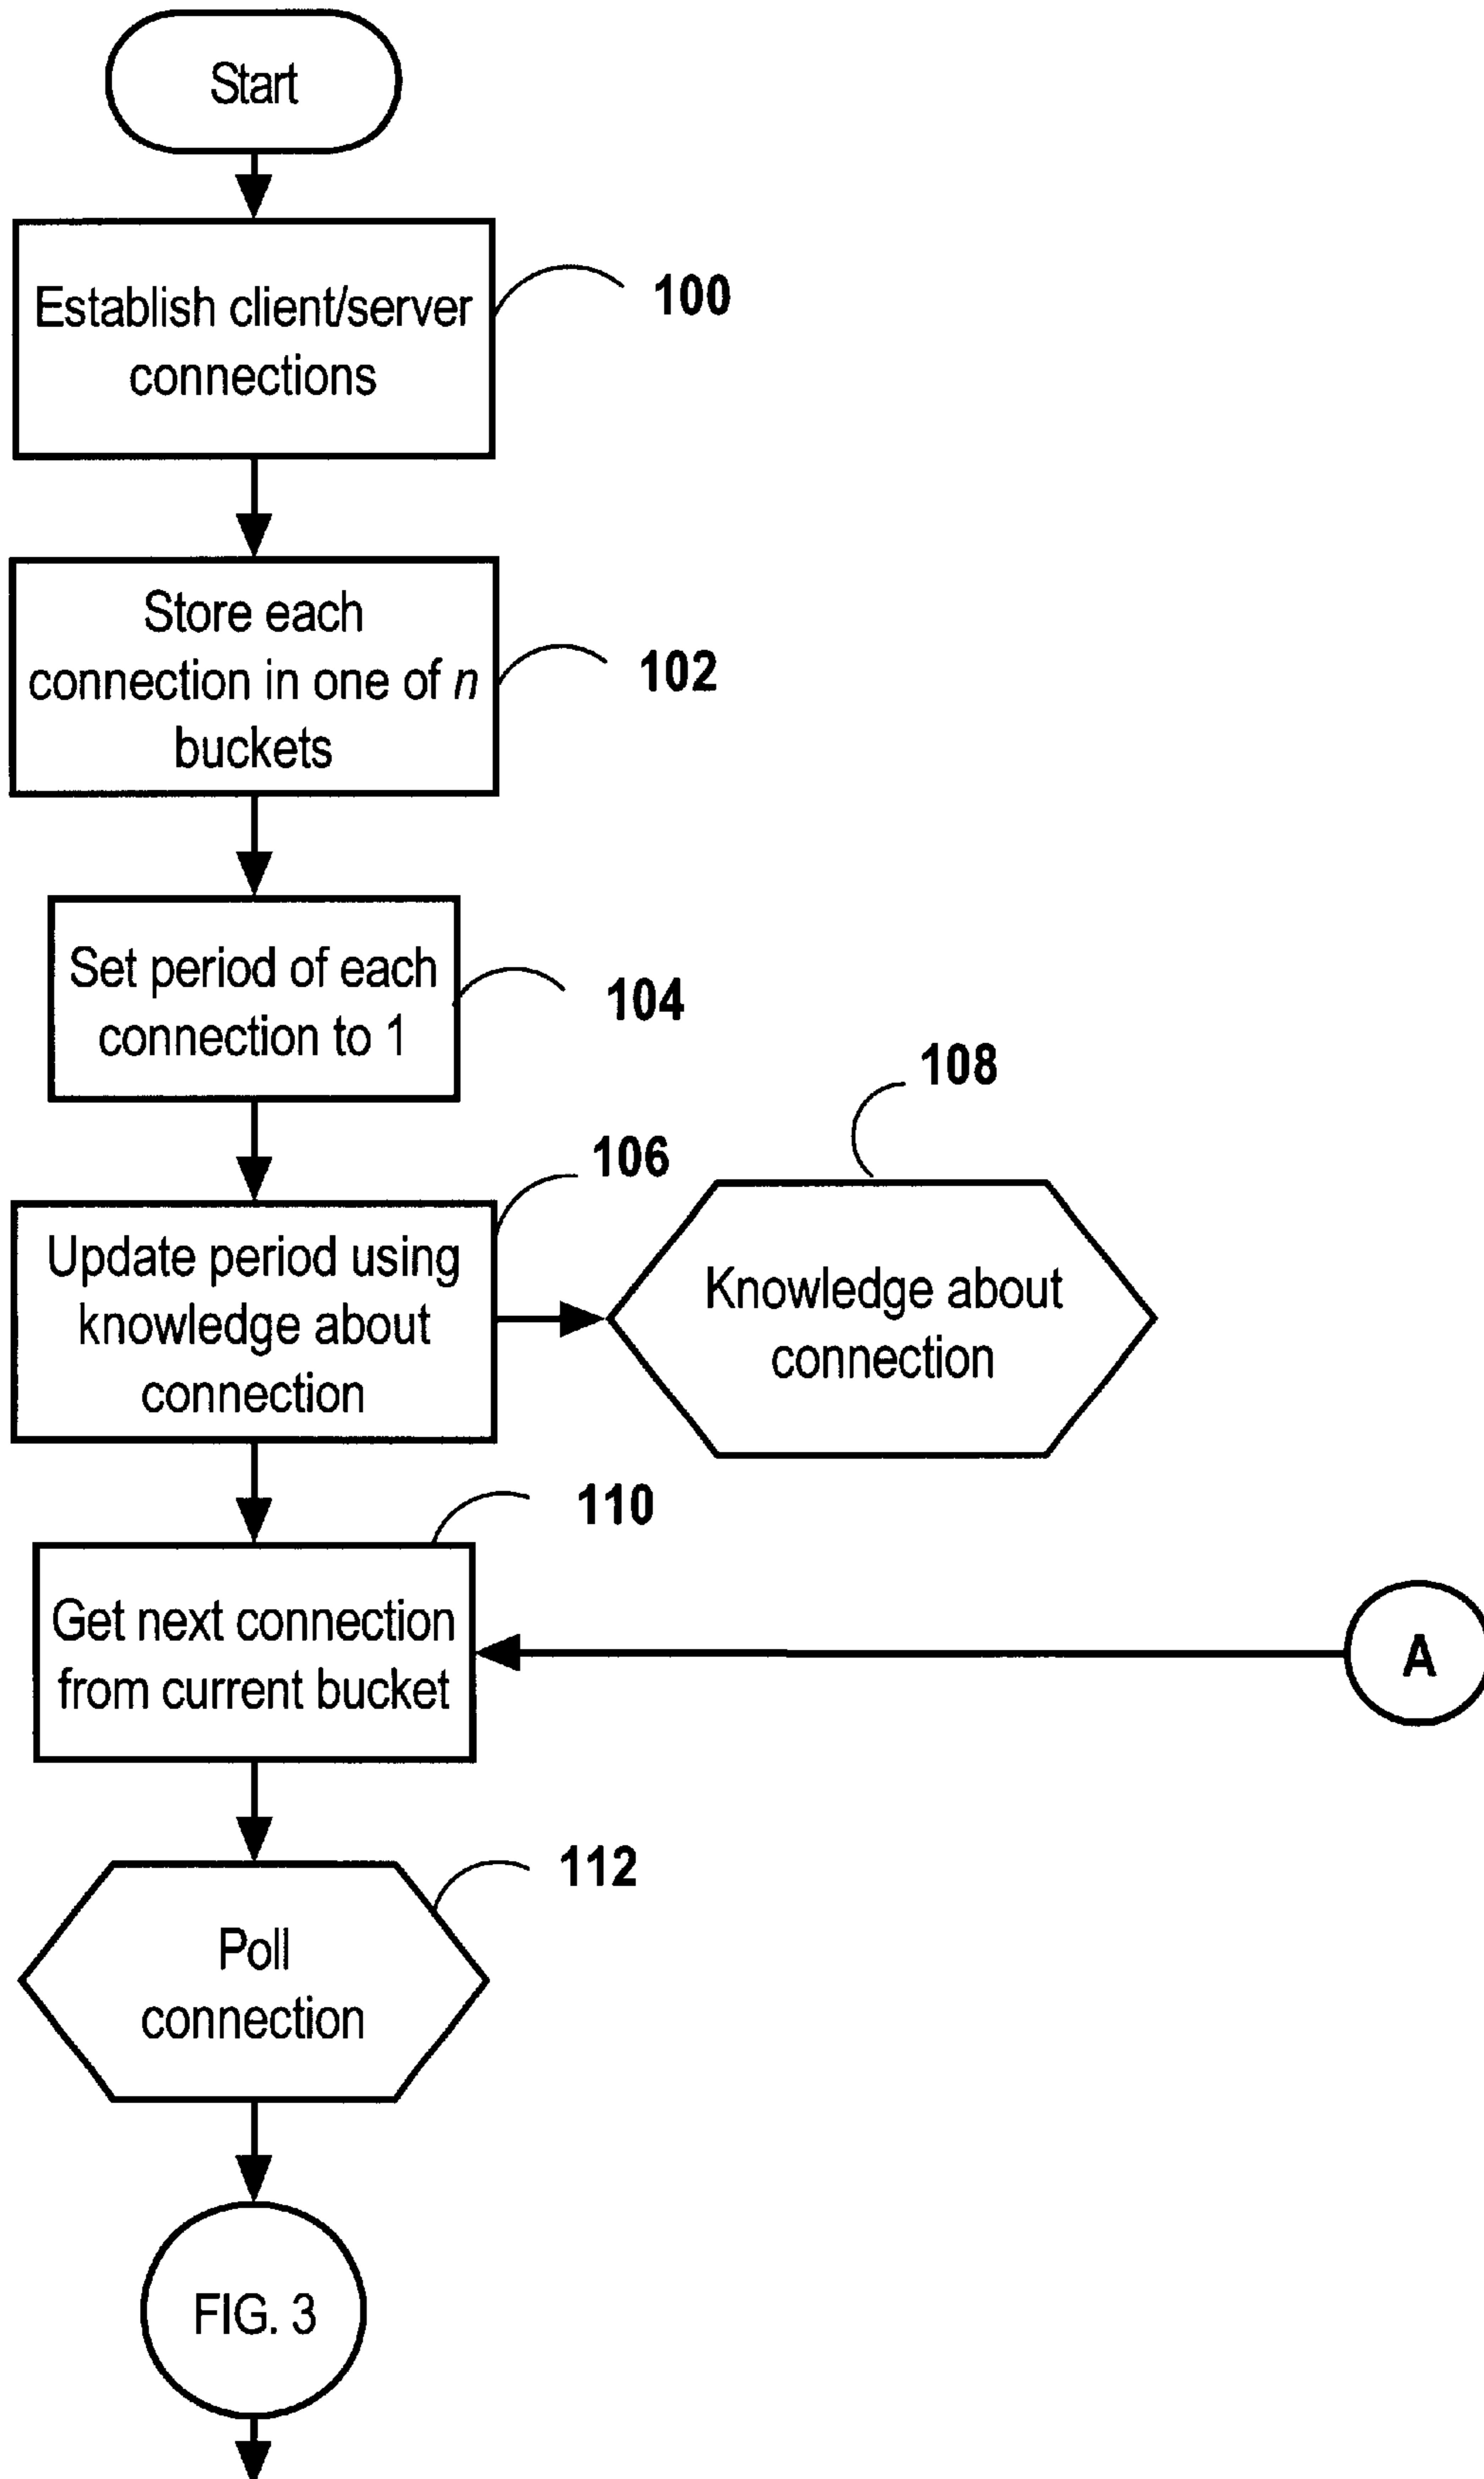 Start
Establish client/server
connections
100
Store each
connection in one of n
buckets
102
Set period of each
connection to 1
104
108
106
Update period using
knowledge about
connection
Knowledge about
connection
110
Get next connection
from current bucket
A
112
Poll
connection
FIG. 3